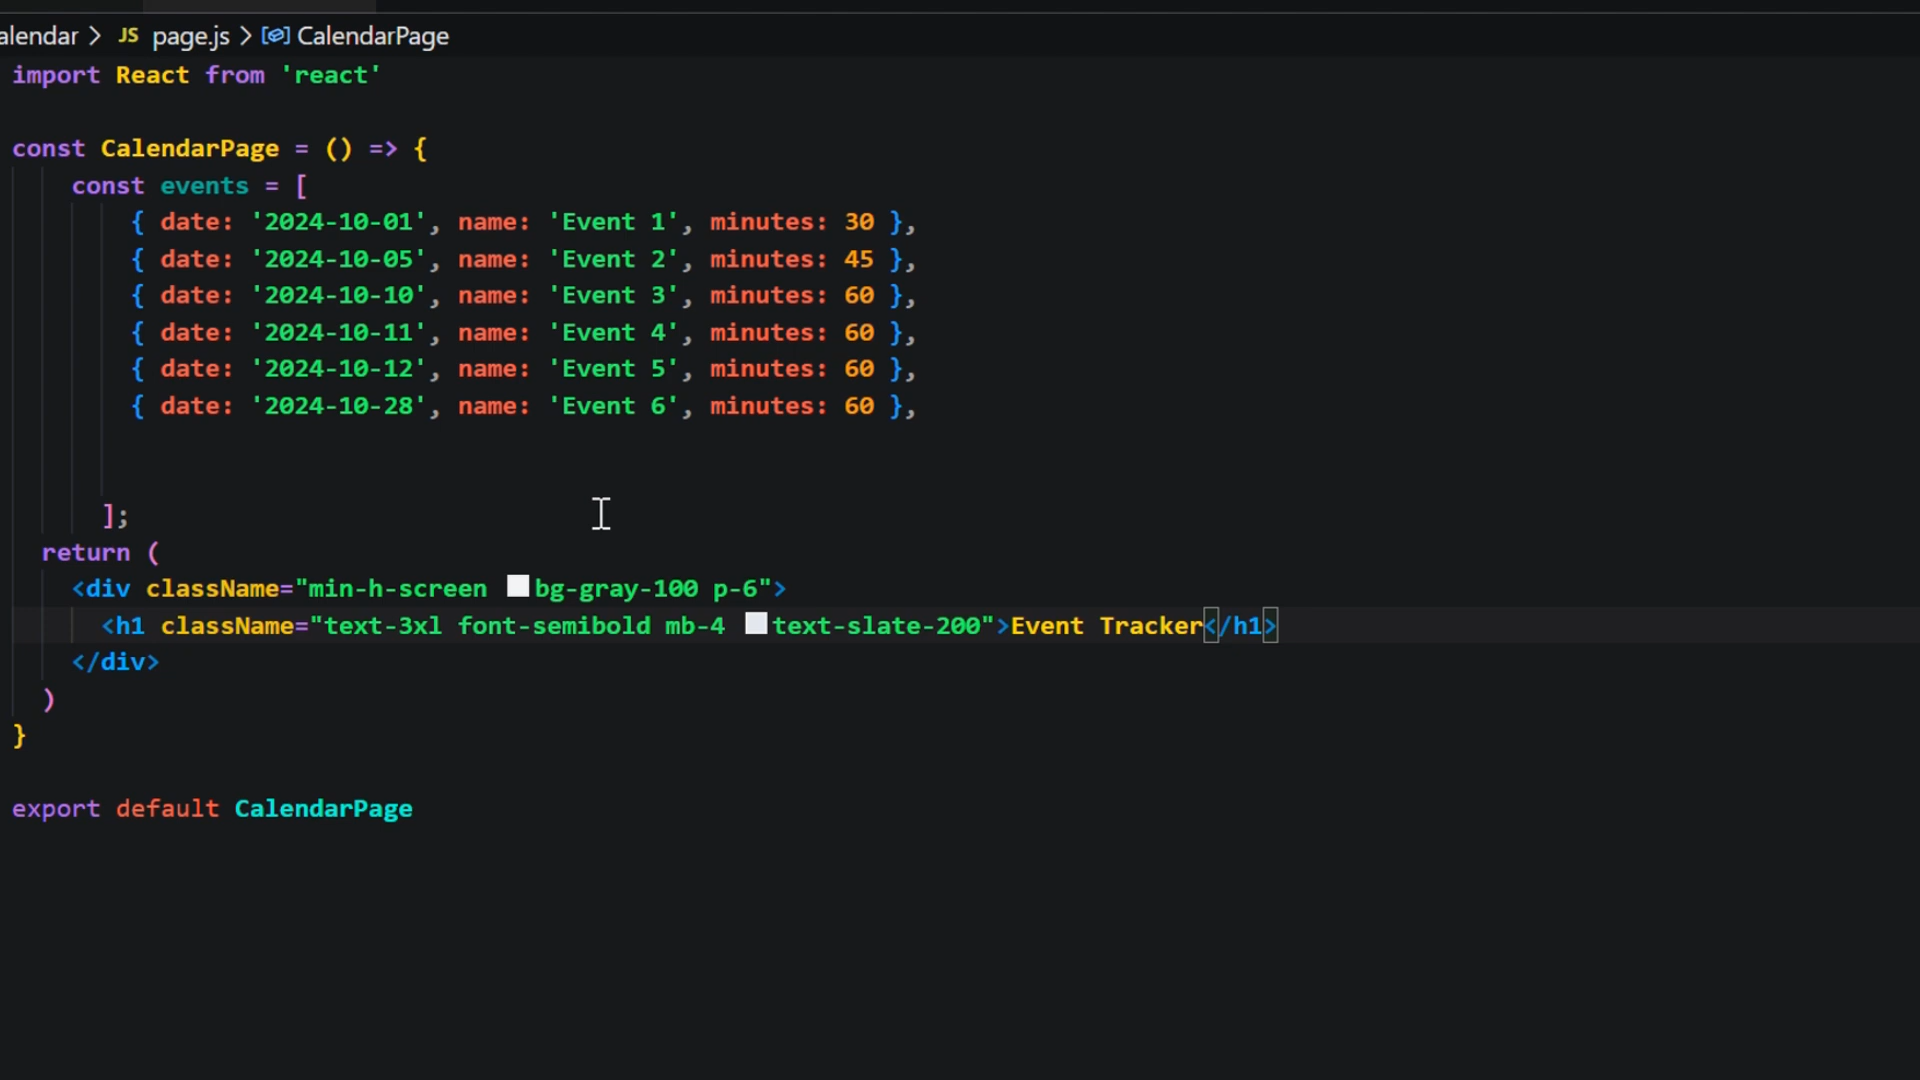 alendar > JS page.js > CalendarPage
import React from 'react'
const CalendarPage = () => {
const events = [
{ date: '2024-10-01', name: 'Event 1', minutes: 30 },
{ date: '2024-10-05', name: 'Event 2', minutes: 45 },
{ date: '2024-10-10', name: 'Event 3', minutes: 60 },
{ date: '2024-10-11', name: 'Event 4', minutes: 60 },
{ date: '2024-10-12', name: 'Event 5', minutes: 60 },
{ date: '2024-10-28', name: 'Event 6', minutes: 60 },
];
return (
<div className="min-h-screen bg-gray-100 p-6">
<h1 className="text-3xl font-semibold mb-4 text-slate-200">Event Tracker</h1>
</div>
)
}
export default CalendarPage